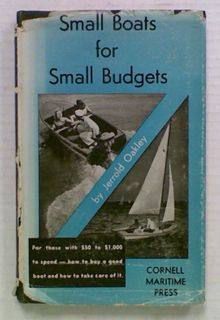 Small Boats
for
Small Budgets
by Jerrold Oakley
For those with $50 to $1,000
to spend — how to buy a good
boat and how to take care of it.
CORNELL
MARITIME
PRESS